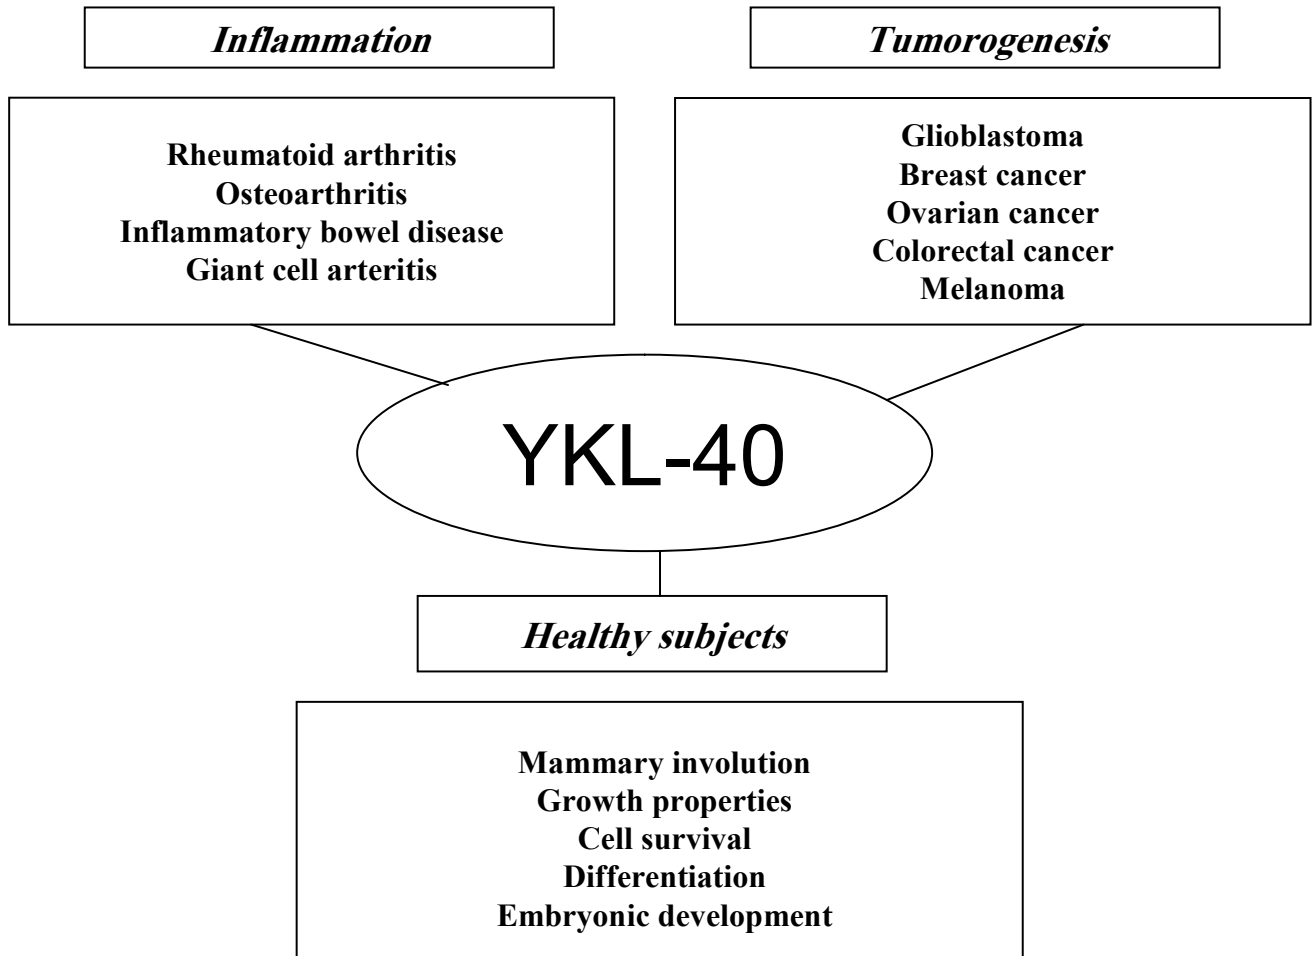 Inflammation
Tumorogenesis
Rheumatoid arthritis
Osteoarthritis
Inflammatory bowel disease
Giant cell arteritis
Glioblastoma
Breast cancer
Ovarian cancer
Colorectal cancer
Melanoma
YKL-40
Healthy subjects
Mammary involution
Growth properties
Cell survival
Differentiation
Embryonic development